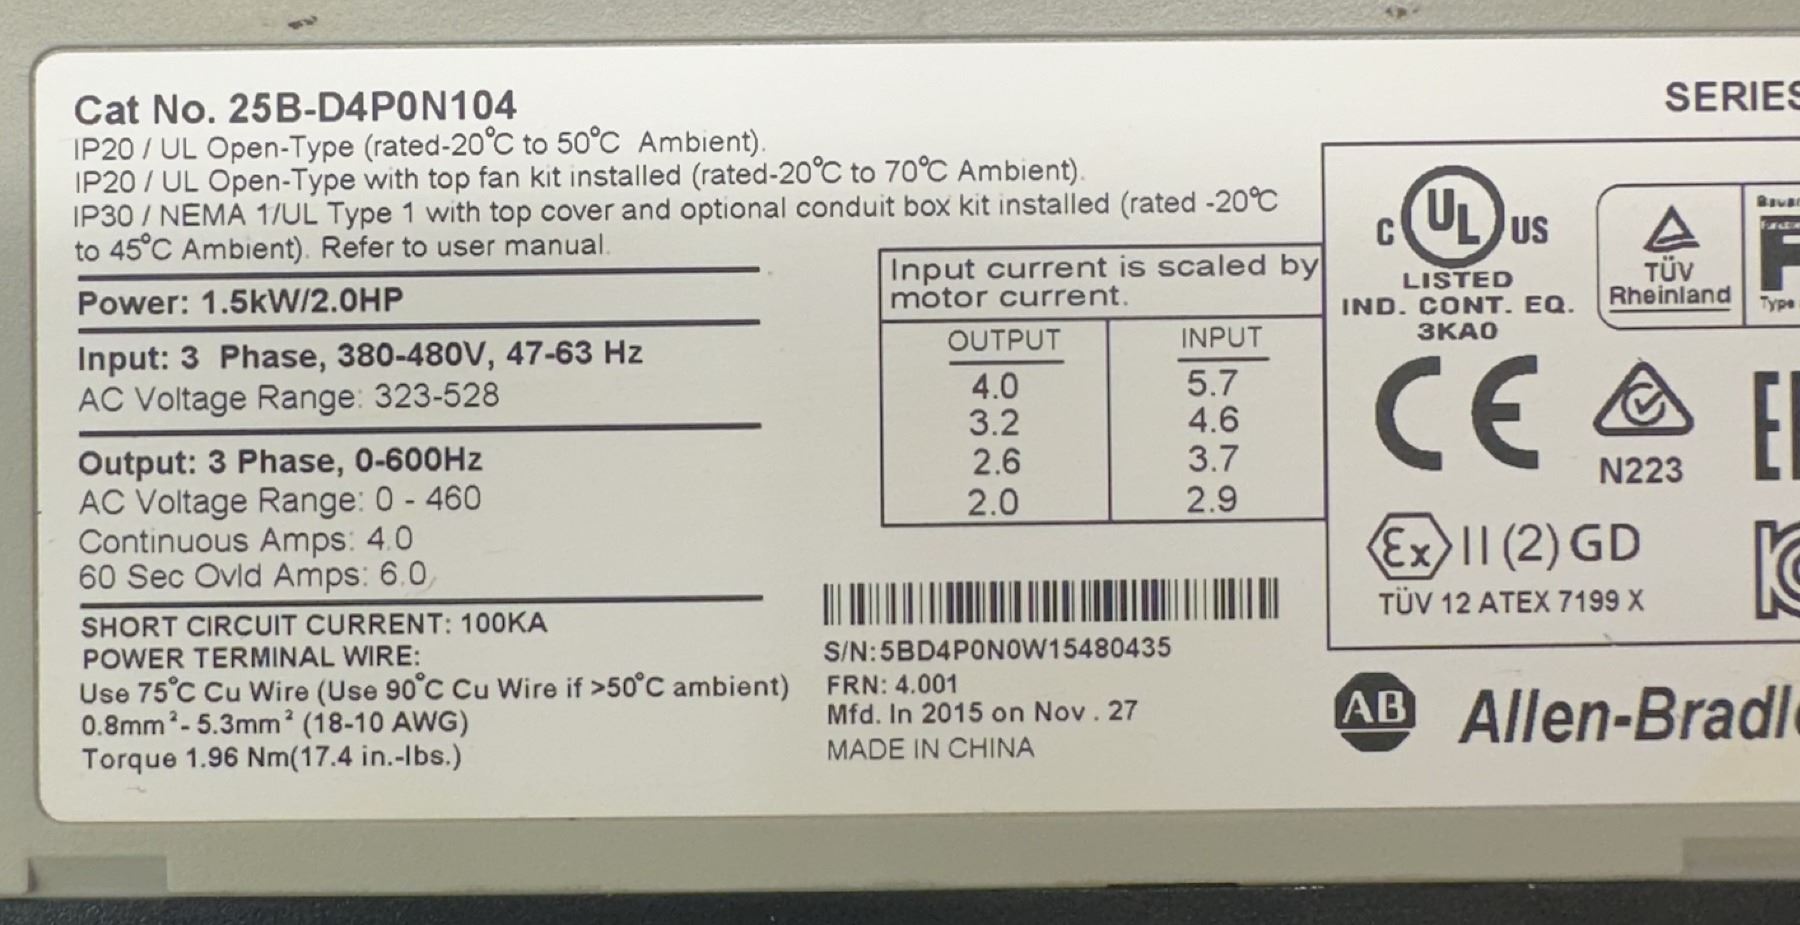 Cat No. 25B-D4P0N104
IP20 / UL Open-Type (rated-20°C to 50°C Ambient).
IP20 / UL Open-Type with top fan kit installed (rated-20°C to 70°C Ambient).
IP30 / NEMA 1/UL Type 1 with top cover and optional conduit box kit installed (rated -20°C
to 45°C Ambient). Refer to user manual.
Power: 1.5kW/2.0HP
Input: 3 Phase, 380-480V, 47-63 Hz
AC Voltage Range: 323-528
Output: 3 Phase, 0-600Hz
AC Voltage Range: 0 - 460
Continuous Amps: 4.0
60 Sec Ovld Amps: 6.0
SHORT CIRCUIT CURRENT: 100KA
POWER TERMINAL WIRE:
Use 75°C Cu Wire (Use 90°C Cu Wire if >50°C ambient)
0.8mm²- 5.3mm² (18-10 AWG)
Torque 1.96 Nm(17.4 in.-lbs.)
Input current is scaled by
motor current.
OUTPUT INPUT
4.0 5.7
3.2 4.6
2.6 3.7
2.0 2.9
S/N:5BD4P0N0W15480435
FRN: 4.001
Mfd. In 2015 on Nov . 27
MADE IN CHINA
SERIES
C UL US
LISTED
IND. CONT. EQ.
3KA0
TÜV
Rheinland
Type
CE
N223
Ex II (2) GD
TÜV 12 ATEX 7199 X
AB Allen-Bradle